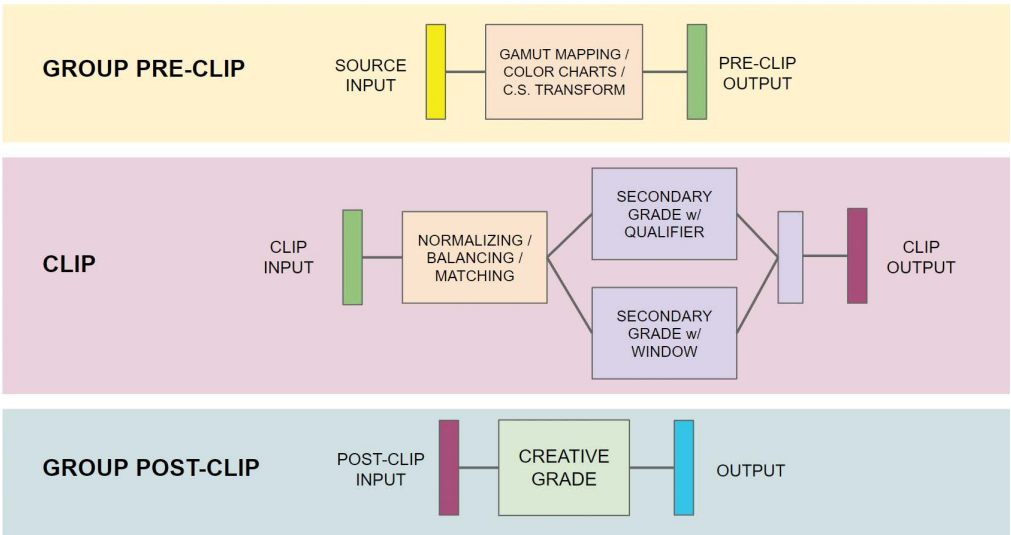 GROUP PRE-CLIP
SOURCE
INPUT
GAMUT MAPPING /
COLOR CHARTS /
C.S. TRANSFORM
PRE-CLIP
OUTPUT
CLIP
CLIP
INPUT
NORMALIZING /
BALANCING /
MATCHING
SECONDARY
GRADE w/
QUALIFIER
SECONDARY
GRADE w/
WINDOW
CLIP
OUTPUT
GROUP POST-CLIP
POST-CLIP
INPUT
CREATIVE
GRADE
OUTPUT